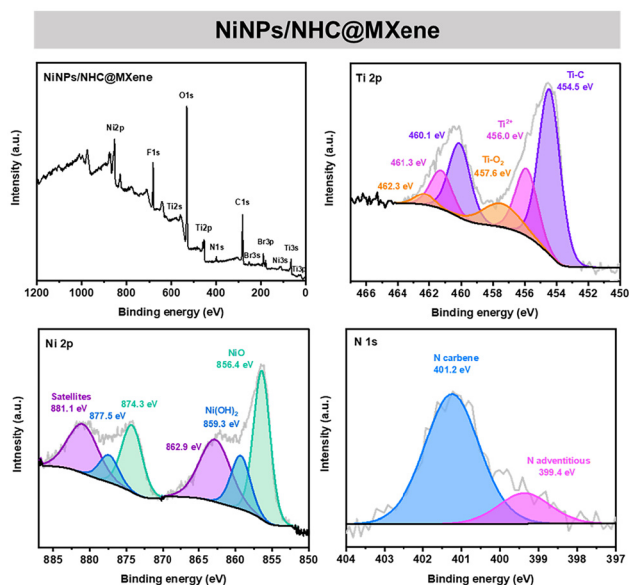 NiNPs/NHC@MXene
NiNPs/NHC@MXene
O1s
Ni2p
F1s
C1s
Ti2s
Ti2p
N1s
Br3s
Br3p
Ni3s
Ti3s
Ti3p
Intensity (a.u.)
1200 1000 800 600 400 200 0
Binding energy (eV)
Ti 2p
Ti-C
454.5 eV
Ti²⁺
456.0 eV
460.1 eV
Ti-O₂
457.6 eV
461.3 eV
462.3 eV
Intensity (a.u.)
466 464 462 460 458 456 454 452 450
Binding energy (eV)
Ni 2p
NiO
856.4 eV
Satellites
881.1 eV
877.5 eV
874.3 eV
Ni(OH)₂
859.3 eV
862.9 eV
Intnesity (a.u.)
885 880 875 870 865 860 855 850
Binding energy (eV)
N 1s
N carbene
401.2 eV
N adventitious
399.4 eV
Intensity (a.u.)
404 403 402 401 400 399 398 397
Binding energy (eV)